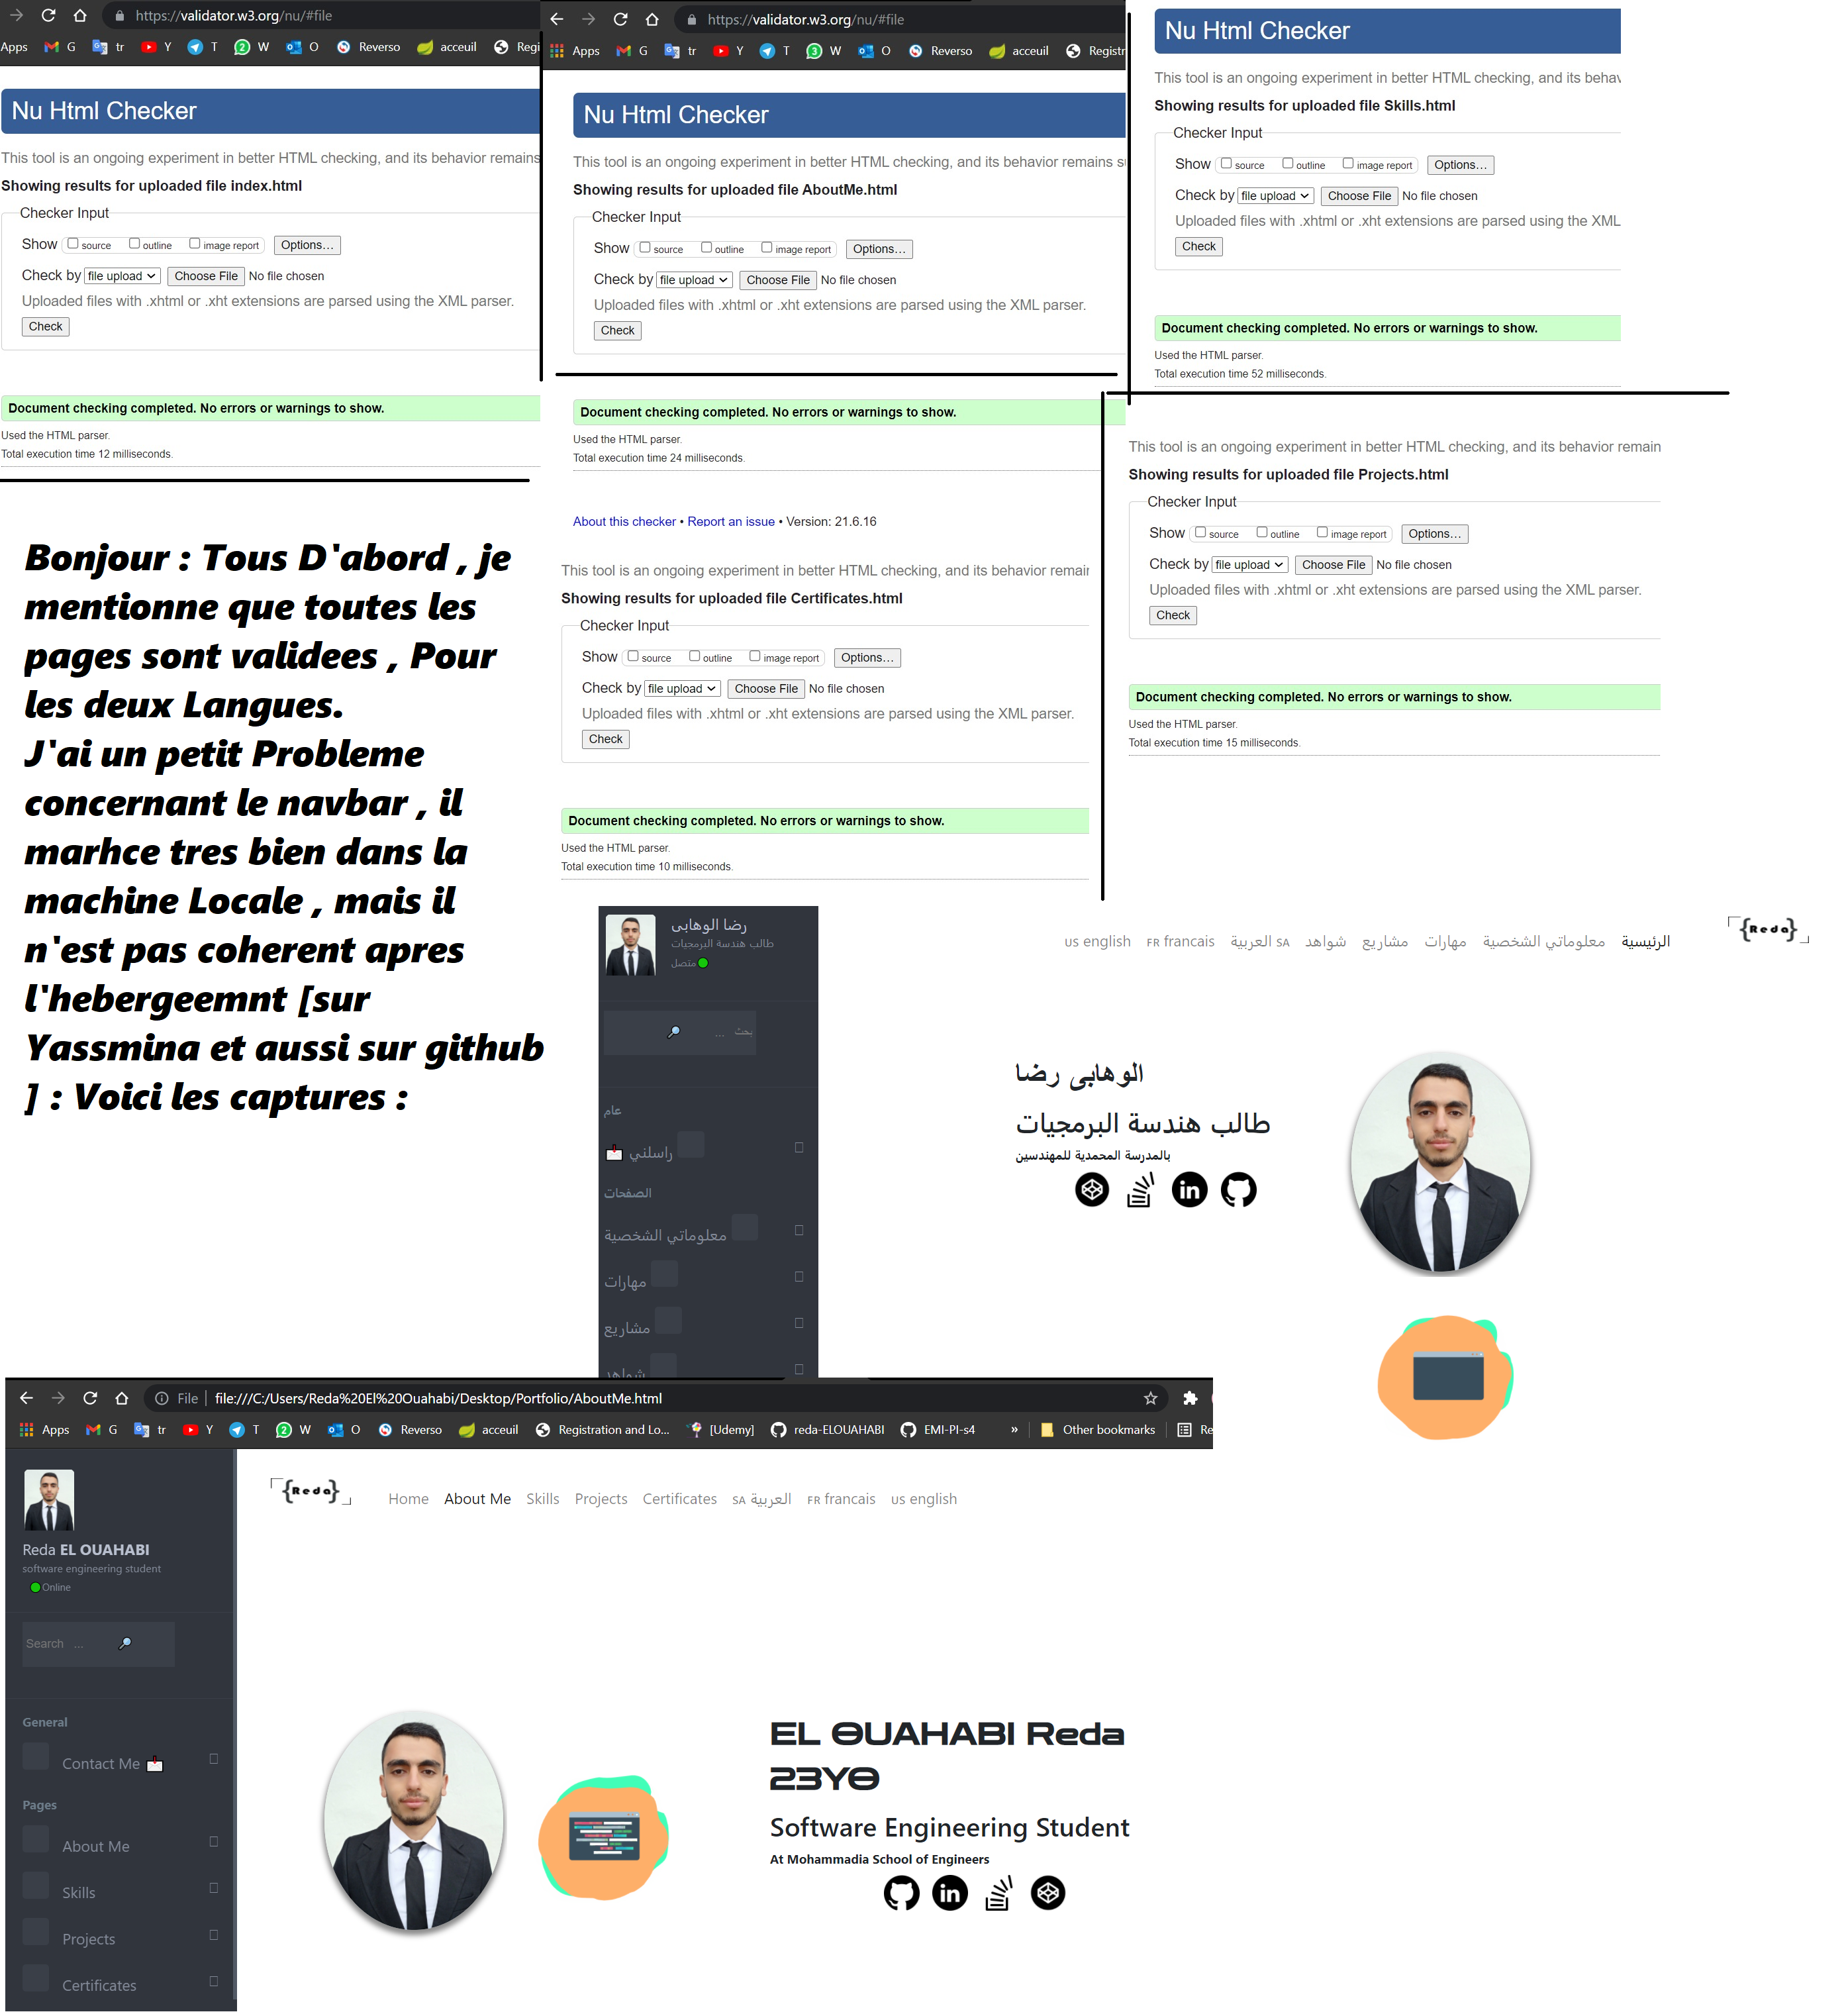 https://validator.w3.org/nu/#file
Apps G tr Y T W O Reverso acceuil Regi
Nu Html Checker
This tool is an ongoing experiment in better HTML checking, and its behavior remains
Showing results for uploaded file index.html
Checker Input
Show source outline image report Options...
Check by file upload Choose File No file chosen
Uploaded files with .xhtml or .xht extensions are parsed using the XML parser.
Check
Document checking completed. No errors or warnings to show.
Used the HTML parser.
Total execution time 12 milliseconds.
https://validator.w3.org/nu/#file
Apps G tr Y T W O Reverso acceuil Registr
Nu Html Checker
This tool is an ongoing experiment in better HTML checking, and its behavior remains su
Showing results for uploaded file AboutMe.html
Checker Input
Show source outline image report Options...
Check by file upload Choose File No file chosen
Uploaded files with .xhtml or .xht extensions are parsed using the XML parser.
Check
Document checking completed. No errors or warnings to show.
Used the HTML parser.
Total execution time 24 milliseconds.
About this checker • Report an issue • Version: 21.6.16
Nu Html Checker
This tool is an ongoing experiment in better HTML checking, and its behav
Showing results for uploaded file Skills.html
Checker Input
Show source outline image report Options...
Check by file upload Choose File No file chosen
Uploaded files with .xhtml or .xht extensions are parsed using the XML
Check
Document checking completed. No errors or warnings to show.
Used the HTML parser.
Total execution time 52 milliseconds.
This tool is an ongoing experiment in better HTML checking, and its behavior remain
Showing results for uploaded file Projects.html
Checker Input
Show source outline image report Options...
Check by file upload Choose File No file chosen
Uploaded files with .xhtml or .xht extensions are parsed using the XML parser.
Check
Document checking completed. No errors or warnings to show.
Used the HTML parser.
Total execution time 15 milliseconds.
This tool is an ongoing experiment in better HTML checking, and its behavior remain
Showing results for uploaded file Certificates.html
Checker Input
Show source outline image report Options...
Check by file upload Choose File No file chosen
Uploaded files with .xhtml or .xht extensions are parsed using the XML parser.
Check
Document checking completed. No errors or warnings to show.
Used the HTML parser.
Total execution time 10 milliseconds.
Bonjour : Tous D'abord , je
mentionne que toutes les
pages sont validees , Pour
les deux Langues.
J'ai un petit Probleme
concernant le navbar , il
marhce tres bien dans la
machine Locale , mais il
n'est pas coherent apres
l'hebergeemnt [sur
Yassmina et aussi sur github
] : Voici les captures :
رضا الوهابي
طالب هندسة البرمجيات
متصل
بحث ...
عام
راسلني
الصفحات
معلوماتي الشخصية
مهارات
مشاريع
شواهد
{Reda}
الرئيسية معلوماتي الشخصية مهارات مشاريع شواهد SA العربية FR francais US english
الوهابي رضا
طالب هندسة البرمجيات
بالمدرسة المحمدية للمهندسين
in
File file:///C:/Users/Reda%20El%20Ouahabi/Desktop/Portfolio/AboutMe.html
Apps G tr Y T W O Reverso acceuil Registration and Lo... [Udemy] reda-ELOUAHABI EMI-PI-s4 » Other bookmarks Re
Reda EL OUAHABI
software engineering student
Online
Search ...
General
Contact Me
Pages
About Me
Skills
Projects
Certificates
{Reda}
Home About Me Skills Projects Certificates SA العربية FR francais US english
EL OUAHABI Reda
23YO
Software Engineering Student
At Mohammadia School of Engineers
in